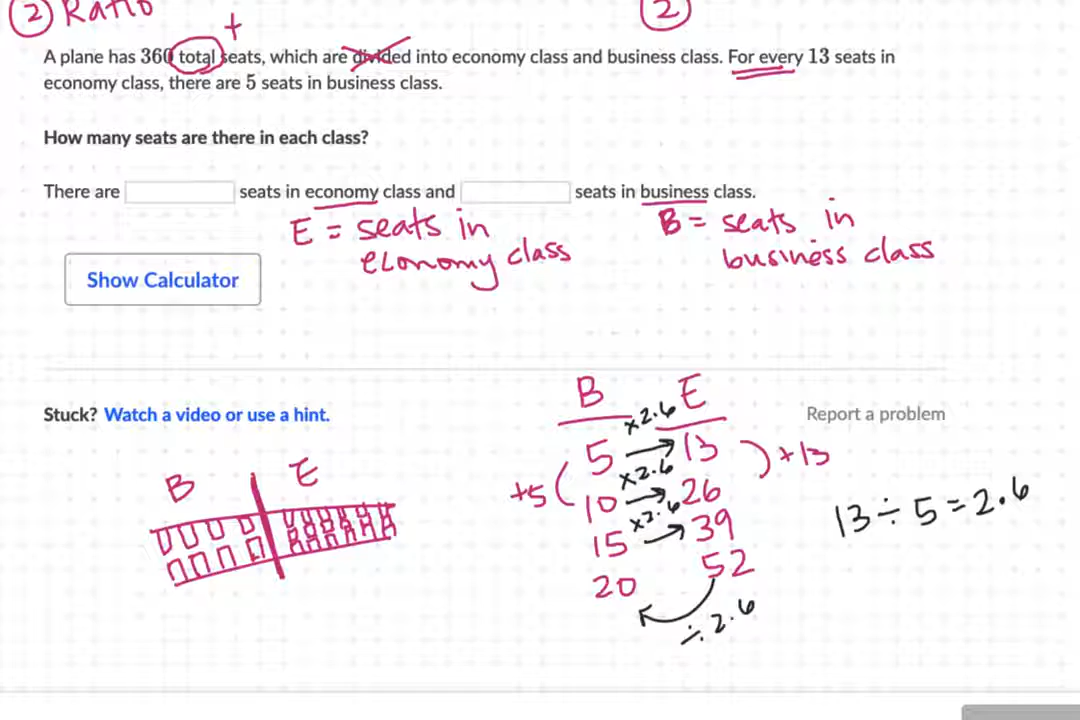 ② Ratio
②
+
A plane has 360 total seats, which are divided into economy class and business class. For every 13 seats in
economy class, there are 5 seats in business class.
How many seats are there in each class?
There are seats in economy class and seats in business class.
E = seats in
economy class
B = seats in
business class
Show Calculator
Stuck? Watch a video or use a hint.
Report a problem
B E
B E
×2.6
5 → 13
+5 ) +13
×2.6
10 → 26
×2.6
15 → 39
20 52
÷2.6
13 ÷ 5 = 2.6